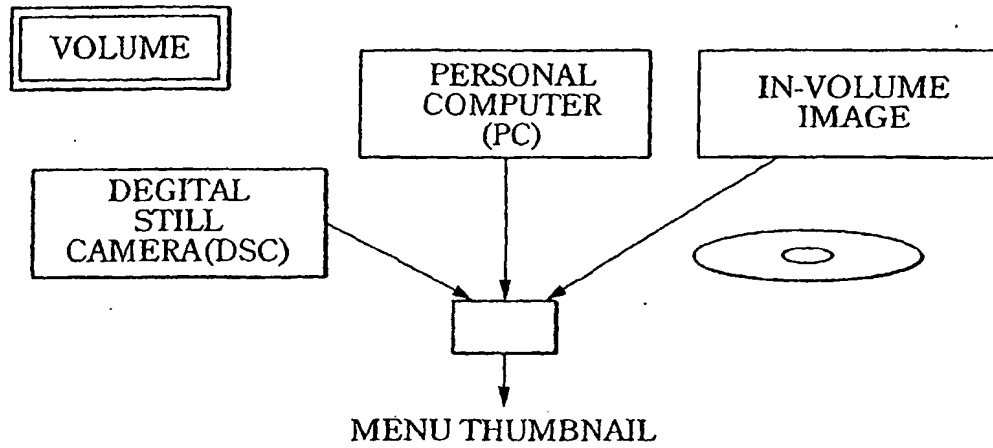 VOLUME
PERSONAL
COMPUTER
(PC)
IN-VOLUME
IMAGE
DEGITAL
STILL
CAMERA(DSC)
MENU THUMBNAIL